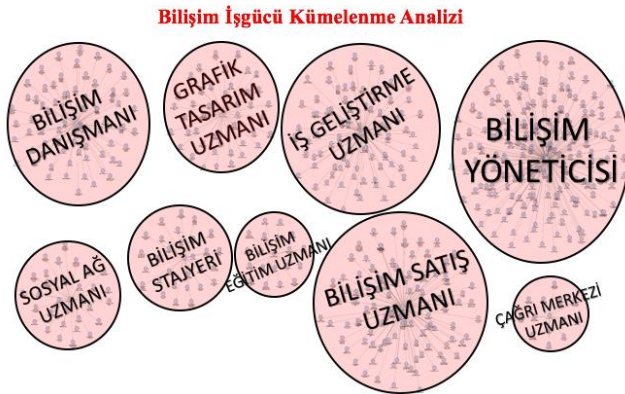 Bilişim İşgücü Kümelenme Analizi
BİLİŞİM
DANIŞMANI
GRAFİK
TASARIM
UZMANI
İŞ GELİŞTİRME
UZMANI
BİLİŞİM
YÖNETİCİSİ
SOSYAL AĞ
UZMANI
BİLİŞİM
STAJYERİ
BİLİŞİM
EĞİTİM UZMANI
BİLİŞİM SATIŞ
UZMANI
ÇAĞRI MERKEZİ
UZMANI